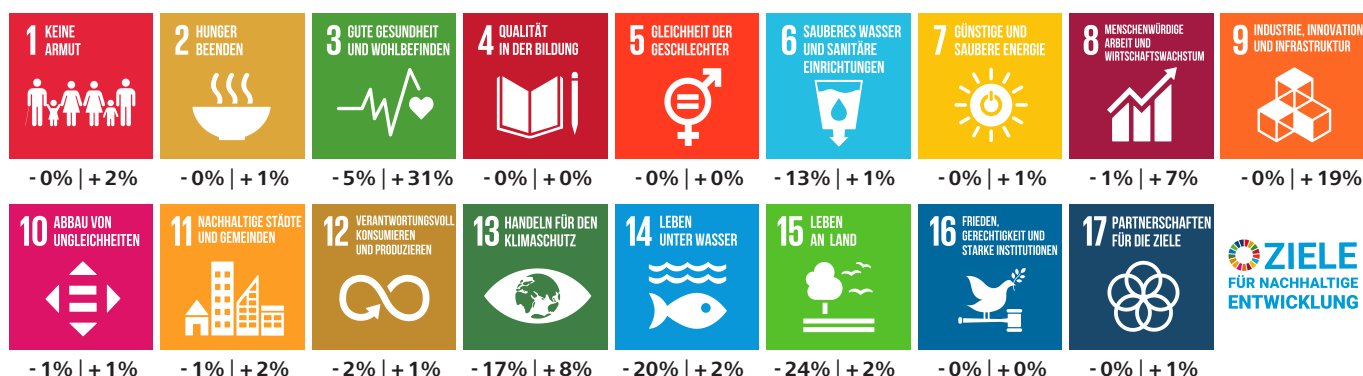 1 KEINE
ARMUT
2 HUNGER
BEENDEN
3 GUTE GESUNDHEIT
UND WOHLBEFINDEN
4 QUALITÄT
IN DER BILDUNG
5 GLEICHHEIT DER
GESCHLECHTER
6 SAUBERES WASSER
UND SANITÄRE
EINRICHTUNGEN
7 GÜNSTIGE UND
SAUBERE ENERGIE
8 MENSCHENWÜRDIGE
ARBEIT UND
WIRTSCHAFTSWACHSTUM
9 INDUSTRIE, INNOVATION
UND INFRASTRUKTUR
- 0% | + 2%
- 0% | + 1%
- 5% | + 31%
- 0% | + 0%
- 0% | + 0%
- 13% | + 1%
- 0% | + 1%
- 1% | + 7%
- 0% | + 19%
10 ABBAU VON
UNGLEICHHEITEN
11 NACHHALTIGE STÄDTE
UND GEMEINDEN
12 VERANTWORTUNGSVOLL
KONSUMIEREN
UND PRODUZIEREN
13 HANDELN FÜR DEN
KLIMASCHUTZ
14 LEBEN
UNTER WASSER
15 LEBEN
AN LAND
16 FRIEDEN,
GERECHTIGKEIT UND
STARKE INSTITUTIONEN
17 PARTNERSCHAFTEN
FÜR DIE ZIELE
ZIELE
FÜR NACHHALTIGE
ENTWICKLUNG
- 1% | + 1%
- 1% | + 2%
- 2% | + 1%
- 17% | + 8%
- 20% | + 2%
- 24% | + 2%
- 0% | + 0%
- 0% | + 1%